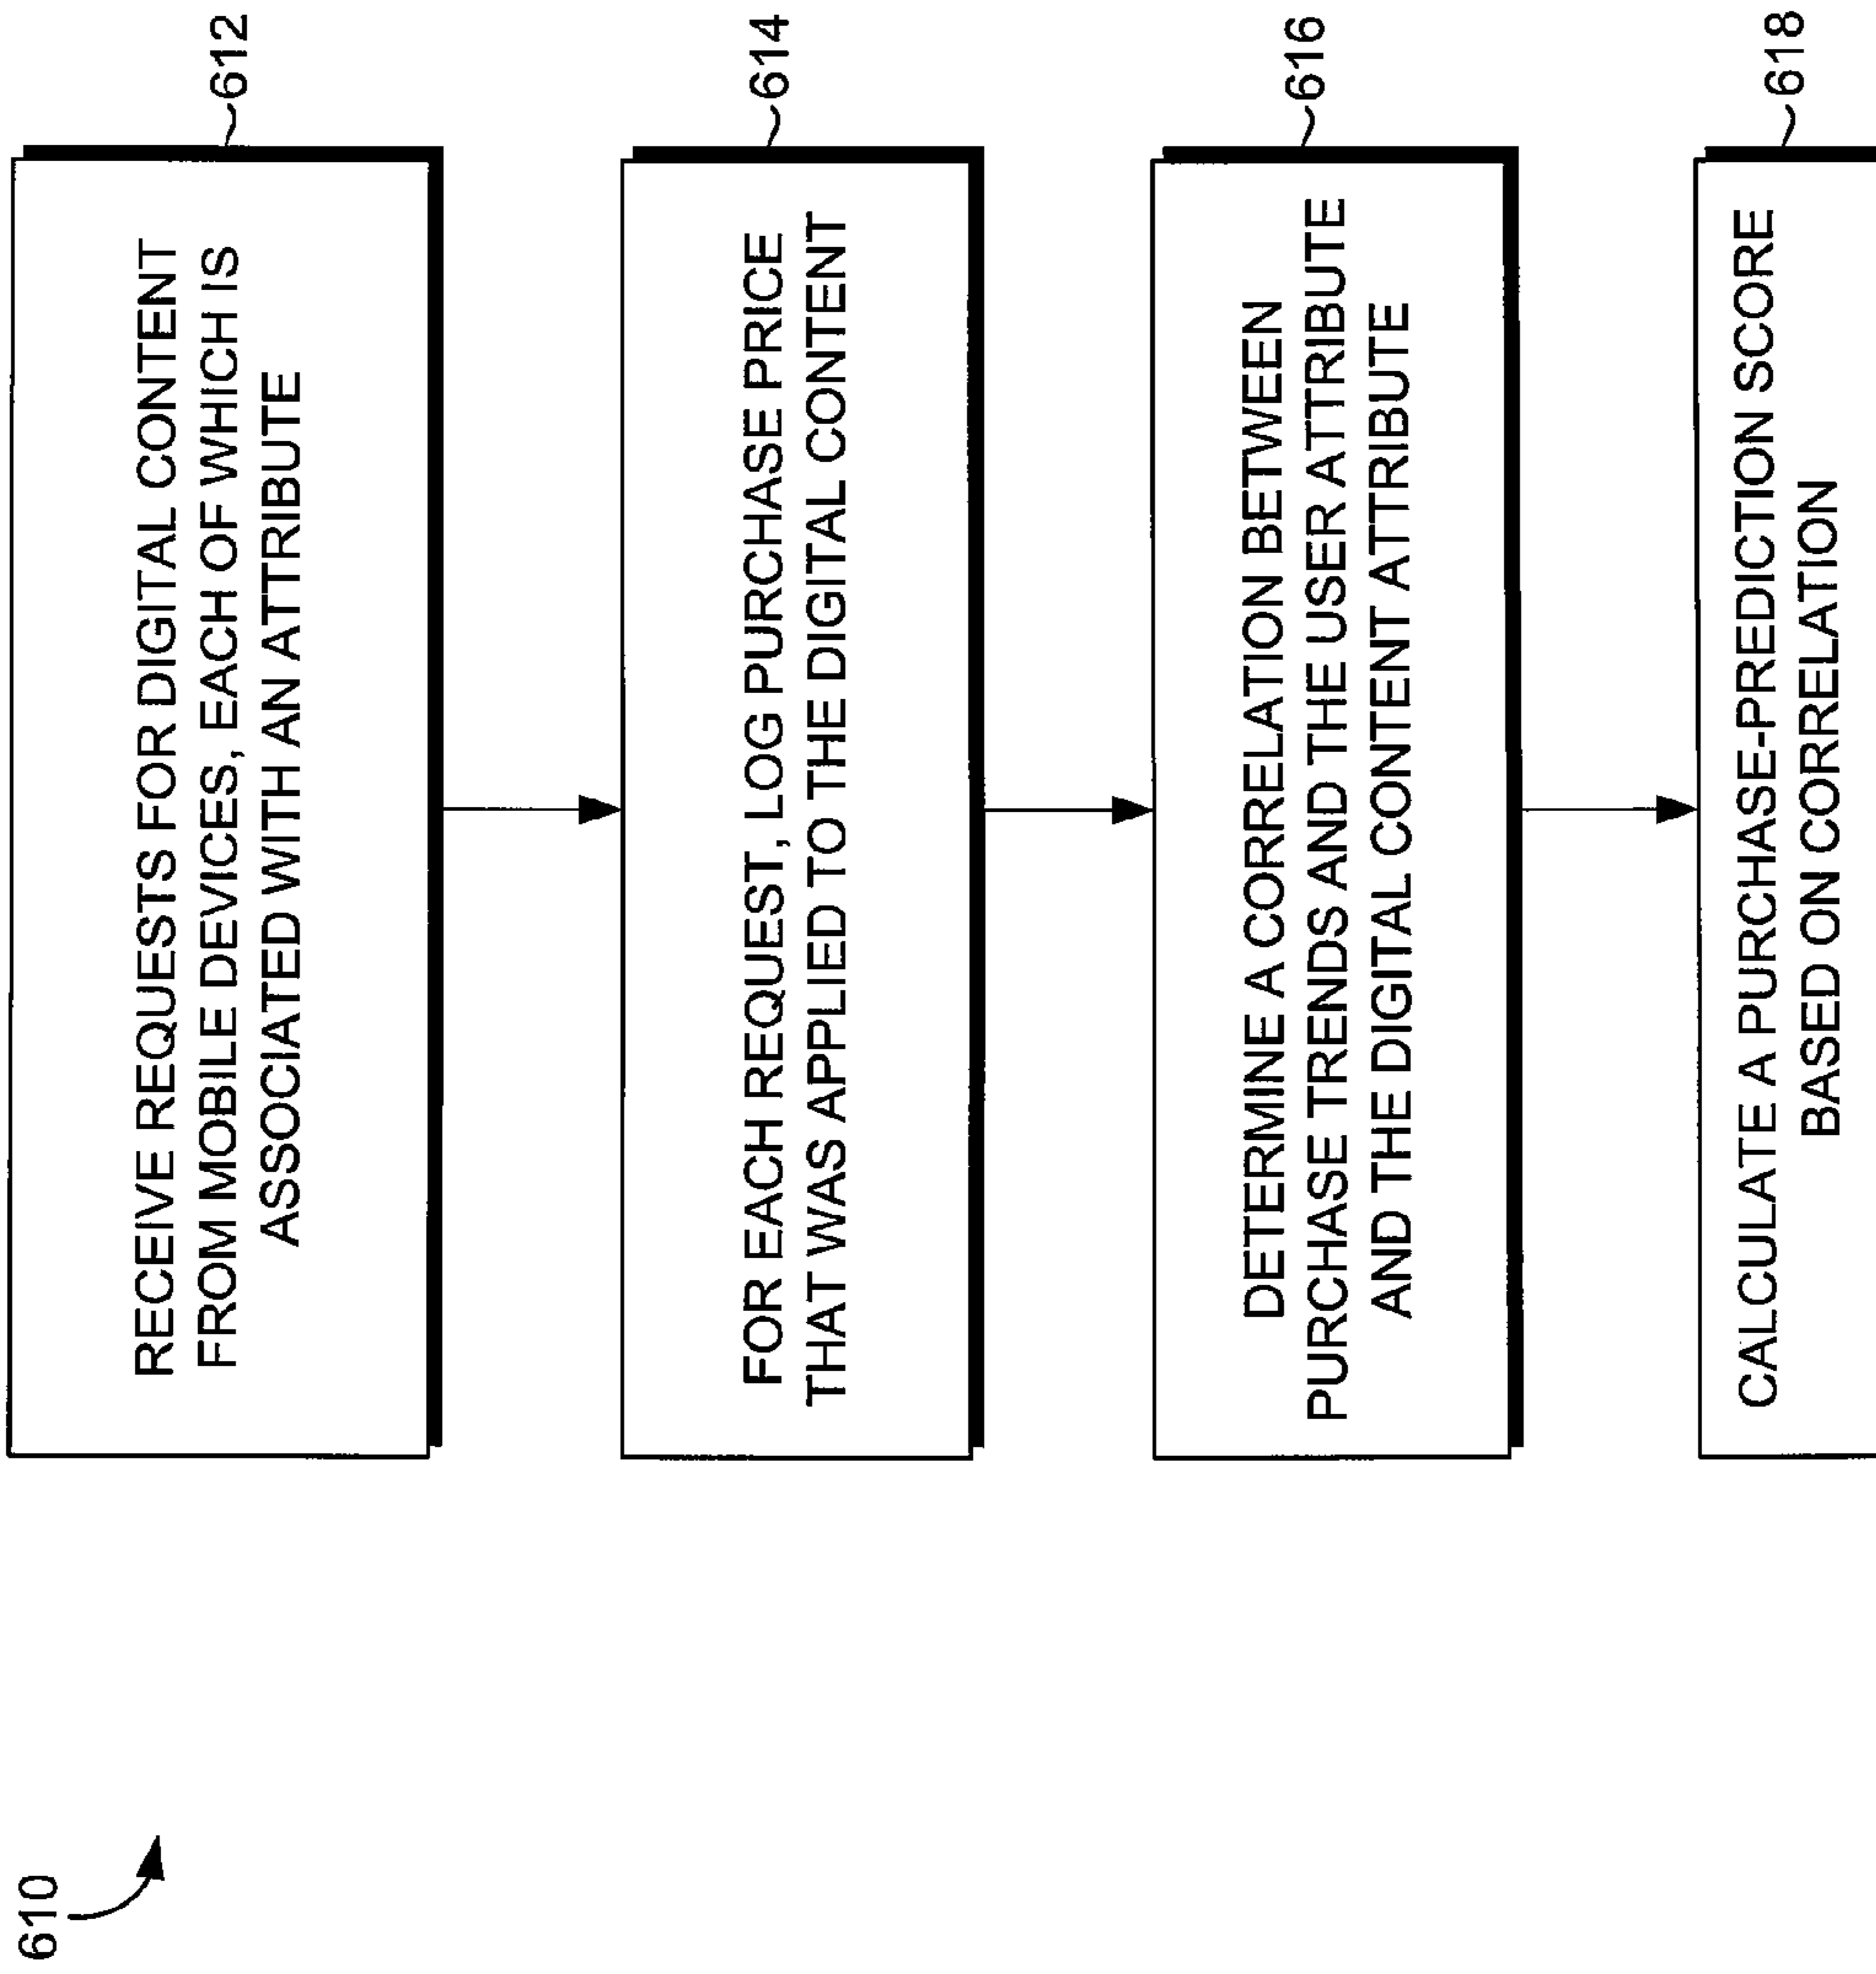 610
RECEIVE REQUESTS FOR DIGITAL CONTENT
FROM MOBILE DEVICES, EACH OF WHICH IS
ASSOCIATED WITH AN ATTRIBUTE
612
FOR EACH REQUEST, LOG PURCHASE PRICE
THAT WAS APPLIED TO THE DIGITAL CONTENT
614
DETERMINE A CORRELATION BETWEEN
PURCHASE TRENDS AND THE USER ATTRIBUTE
AND THE DIGITAL CONTENT ATTRIBUTE
616
CALCULATE A PURCHASE-PREDICTION SCORE
BASED ON CORRELATION
618